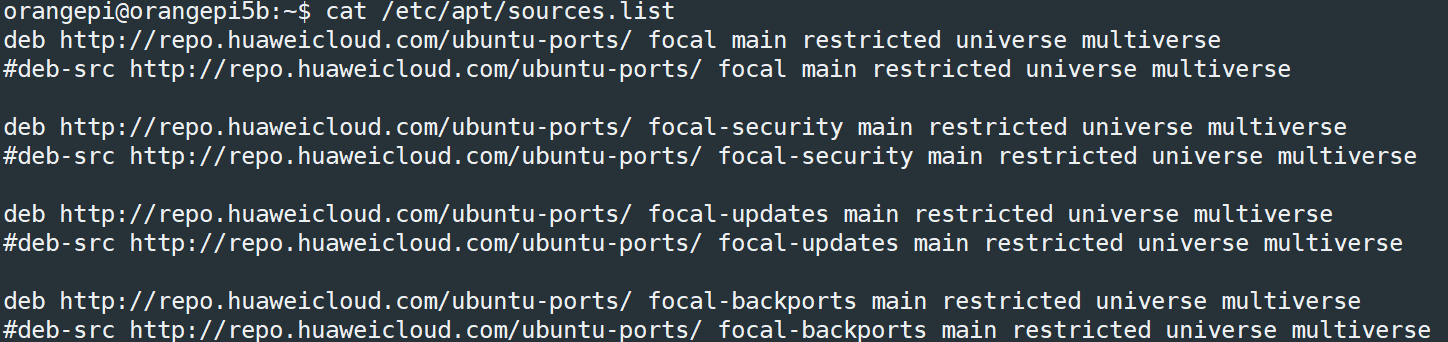 orangepi@orangepi5b:~$ cat /etc/apt/sources.list
deb http://repo.huaweicloud.com/ubuntu-ports/ focal main restricted universe multiverse
#deb-src http://repo.huaweicloud.com/ubuntu-ports/ focal main restricted universe multiverse
deb http://repo.huaweicloud.com/ubuntu-ports/ focal-security main restricted universe multiverse
#deb-src http://repo.huaweicloud.com/ubuntu-ports/ focal-security main restricted universe multiverse
deb http://repo.huaweicloud.com/ubuntu-ports/ focal-updates main restricted universe multiverse
#deb-src http://repo.huaweicloud.com/ubuntu-ports/ focal-updates main restricted universe multiverse
deb http://repo.huaweicloud.com/ubuntu-ports/ focal-backports main restricted universe multiverse
#deb-src http://repo.huaweicloud.com/ubuntu-ports/ focal-backports main restricted universe multiverse